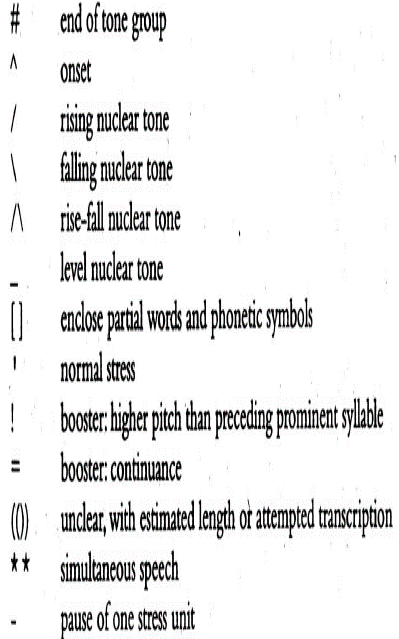 # end of tone group
^ onset
/ rising nuclear tone
\ falling nuclear tone
/\ rise-fall nuclear tone
_ level nuclear tone
[ ] enclose partial words and phonetic symbols
' normal stress
! booster: higher pitch than preceding prominent syllable
= booster: continuance
(()) unclear, with estimated length or attempted transcription
** simultaneous speech
- pause of one stress unit